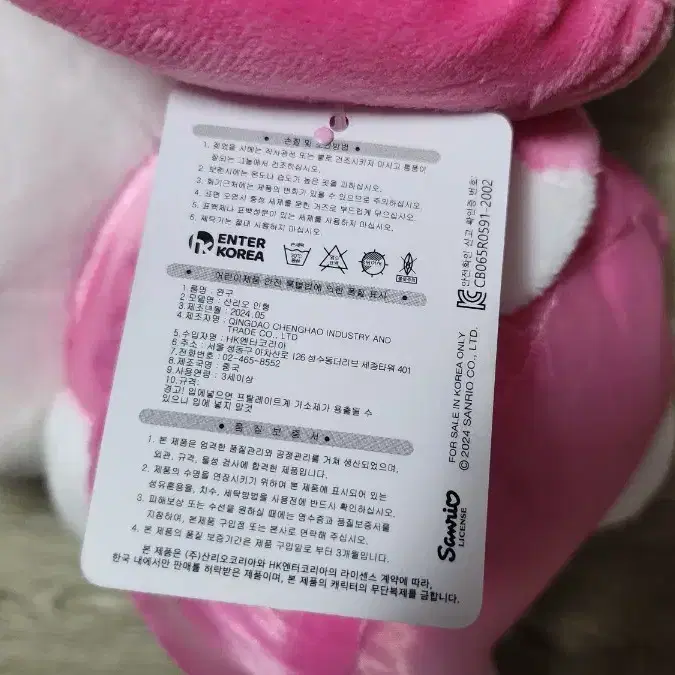 손질 및 보관방법
1. 젖었을 시에는 직사광선 또는 불로 건조시키지 마시고 통풍이
잘되는 그늘에서 건조하십시오.
2. 보관시에는 온도나 습도가 높은 곳을 피하십시오.
3. 화기근처에는 제품의 변화가 있을 수 있으므로 주의하십시오.
4. 표면 오염시 중성 세제를 묻힌 거즈로 부드럽게 닦으십시오.
5. 표백제나 표백성분이 있는 세제를 사용하지 마십시오.
6. 세탁기는 절대 사용하지 마십시오.
ENTER
KOREA
어린이제품 안전 특별법에 의한 품질 표시
1.품명 : 완구
2.모델명 : 산리오 인형
3.제조년월 : 2024.05
4.제조자명 : QINGDAO CHENGHAO INDUSTRY AND
TRADE CO., LTD
5.수입자명 : HK엔타코리아
6.주소 : 서울 성동구 아차산로 126 성수동더리브 세종타워 401
7.전화번호 : 02-465-8552
8.제조국명 : 중국
9.사용연령 : 3세이상
10.규격:
경고! 입에넣으면 프탈레이트계 가소제가 용출될 수
있으니 입에 넣지 말것
품질보증서
1. 본 제품은 엄격한 품질관리와 공정관리를 거쳐 생산되었으며,
외관, 규격, 물성 검사에 합격한 제품입니다.
2. 제품의 수명을 연장시키기 위하여 본 제품에 표시되어 있는
섬유혼용율, 치수, 세탁방법을 사용전에 반드시 확인하십시오.
3. 피해보상 또는 수선을 원하실 때에는 영수증과 품질보증서를
지참하여, 본제품 구입점 또는 본사로 연락해 주십시오.
4. 본 제품의 품질 보증기간은 제품 구입일로 부터 3개월입니다.
본 제품은 (주)산리오코리아와 HK엔타코리아의 라이센스 계약에 따라,
한국 내에서만 판매를 허락받은 제품이며, 본 제품의 캐릭터의 무단복제를 금합니다.
안전확인 신고 확인증 번호:
CB065R0591-2002
FOR SALE IN KOREA ONLY
© 2024 SANRIO CO., LTD.
Sanrio
LICENSE